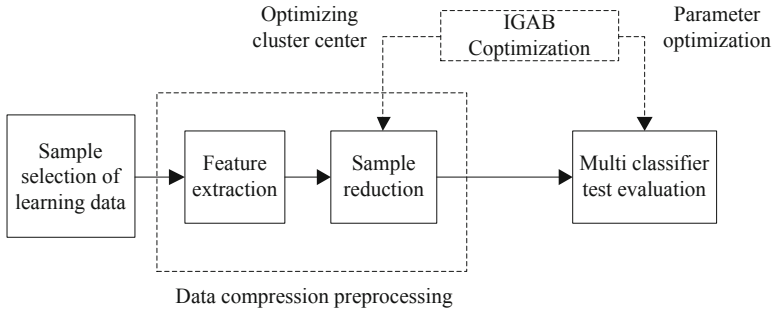 Optimizing
cluster center
IGAB
Coptimization
Parameter
optimization
Sample
selection of
learning data
Feature
extraction
Sample
reduction
Multi classifier
test evaluation
Data compression preprocessing